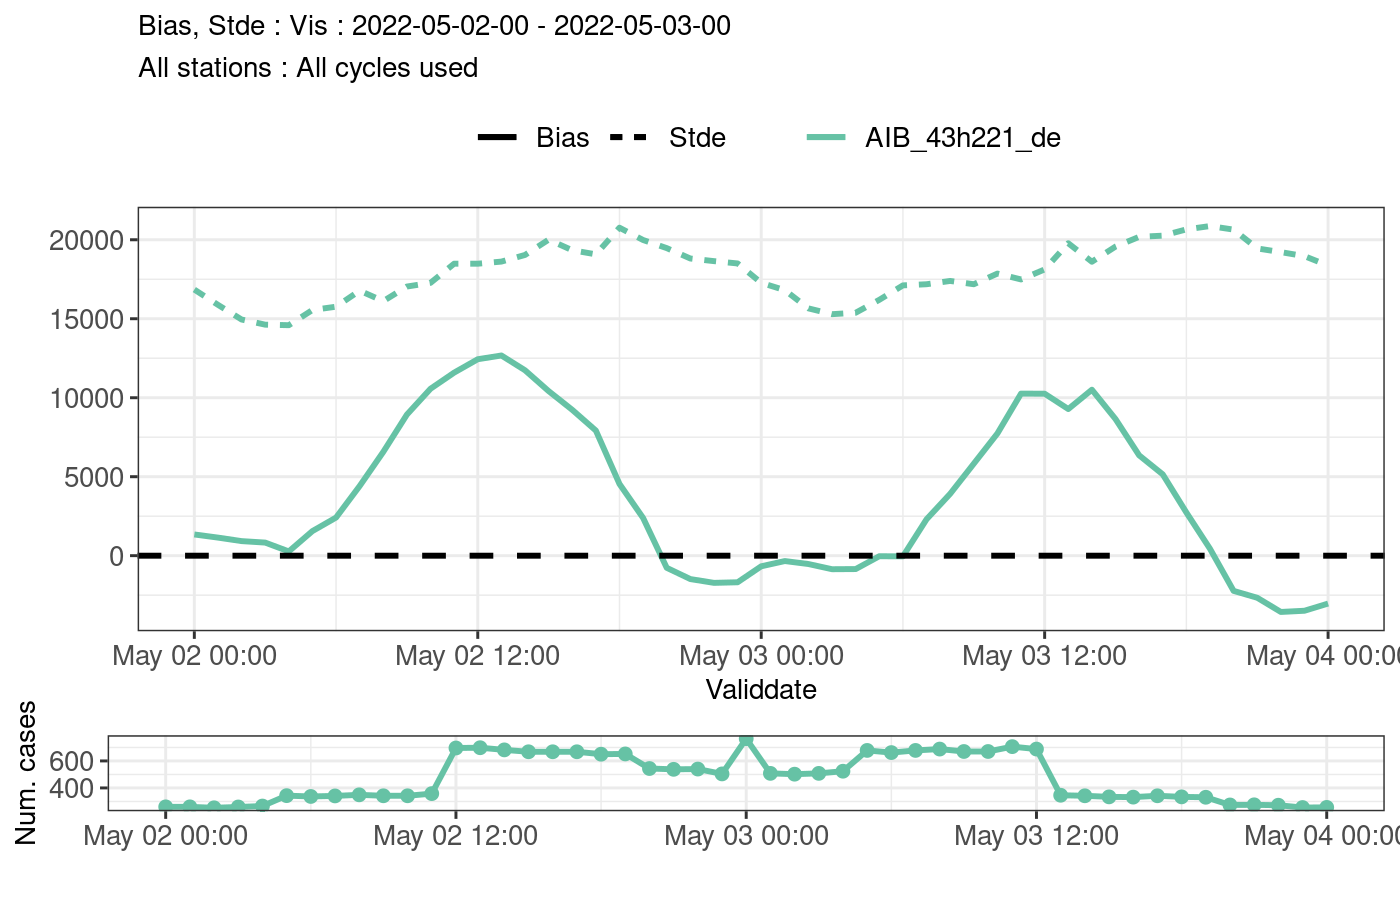 Bias, Stde : Vis : 2022-05-02-00 - 2022-05-03-00
All stations : All cycles used
Bias Stde AIB_43h221_de
20000
15000
10000
5000
0
May 02 00:00 May 02 12:00 May 03 00:00 May 03 12:00 May 04 00:00
Validdate
Num. cases
600
400
May 02 00:00 May 02 12:00 May 03 00:00 May 03 12:00 May 04 00:00